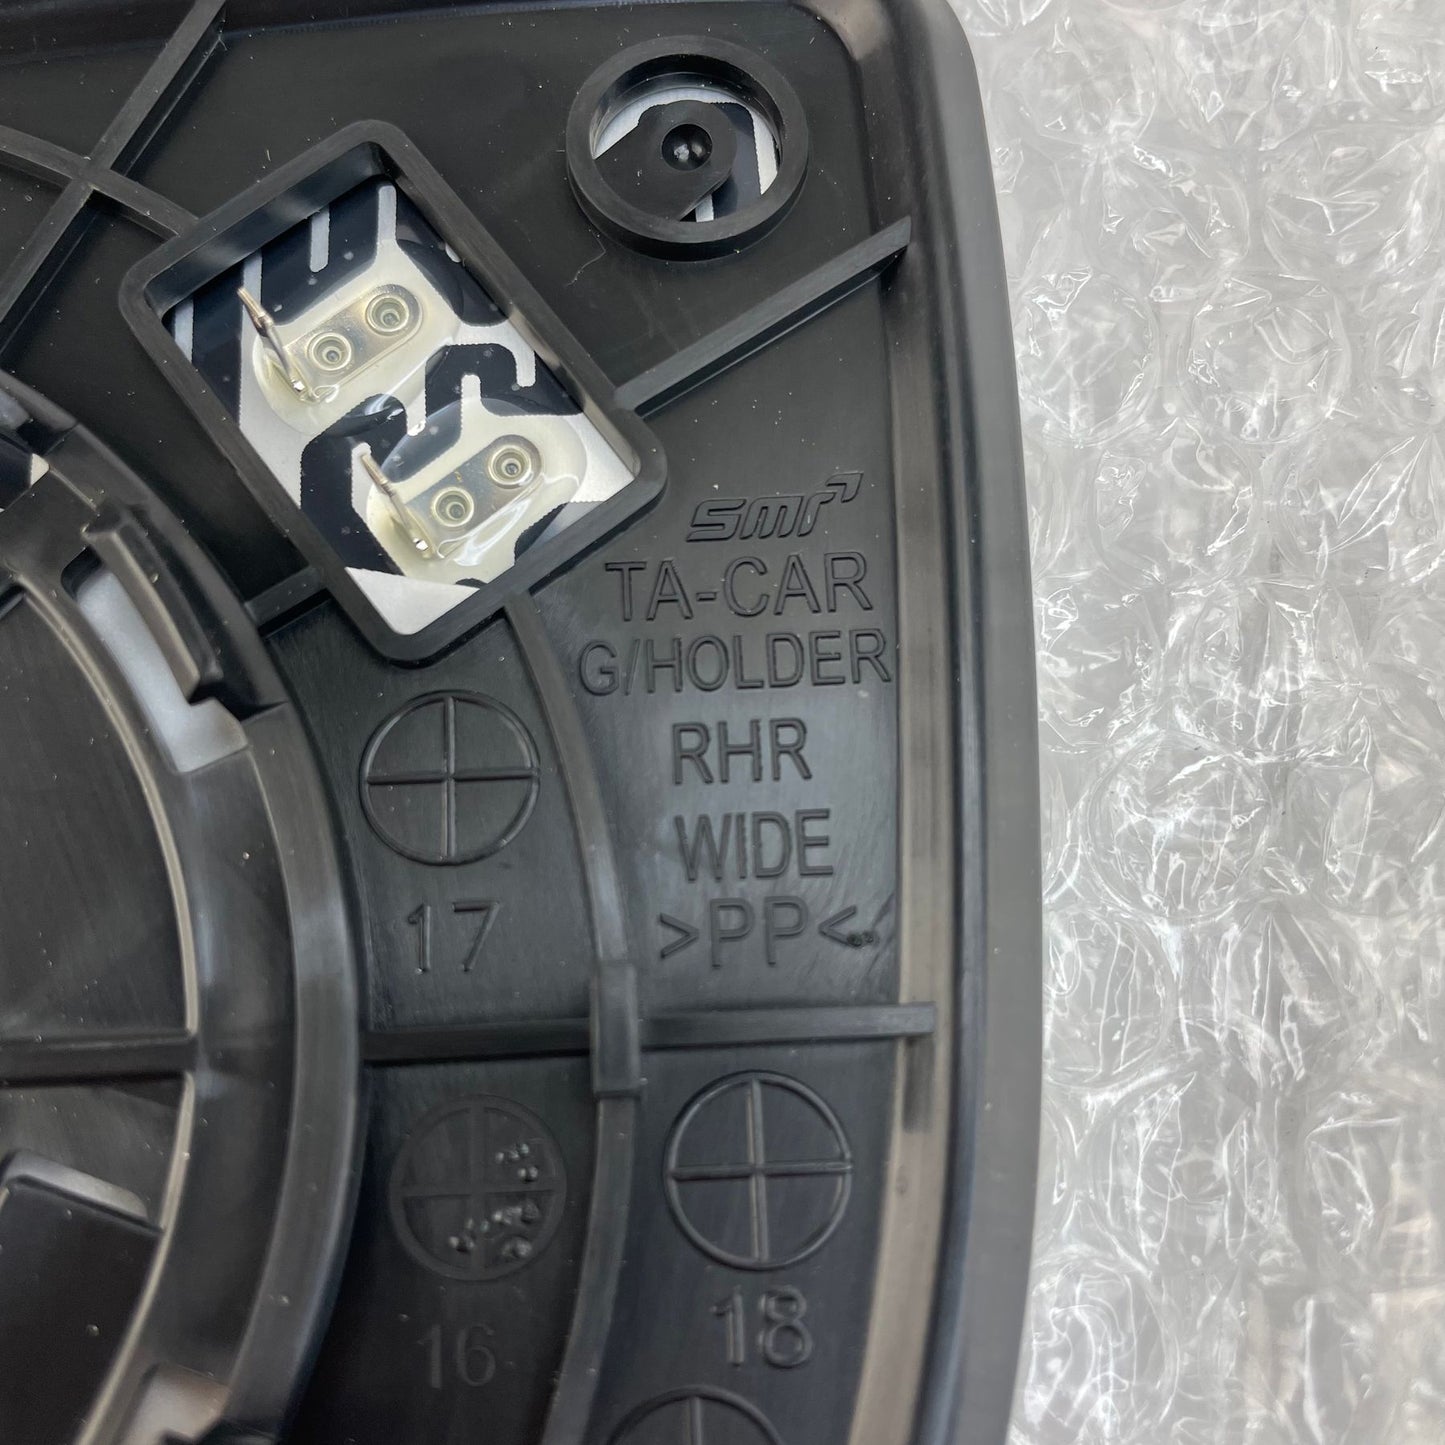 SMR
TA-CAR
G/HOLDER
RHR
WIDE
>PP<
17
16
18